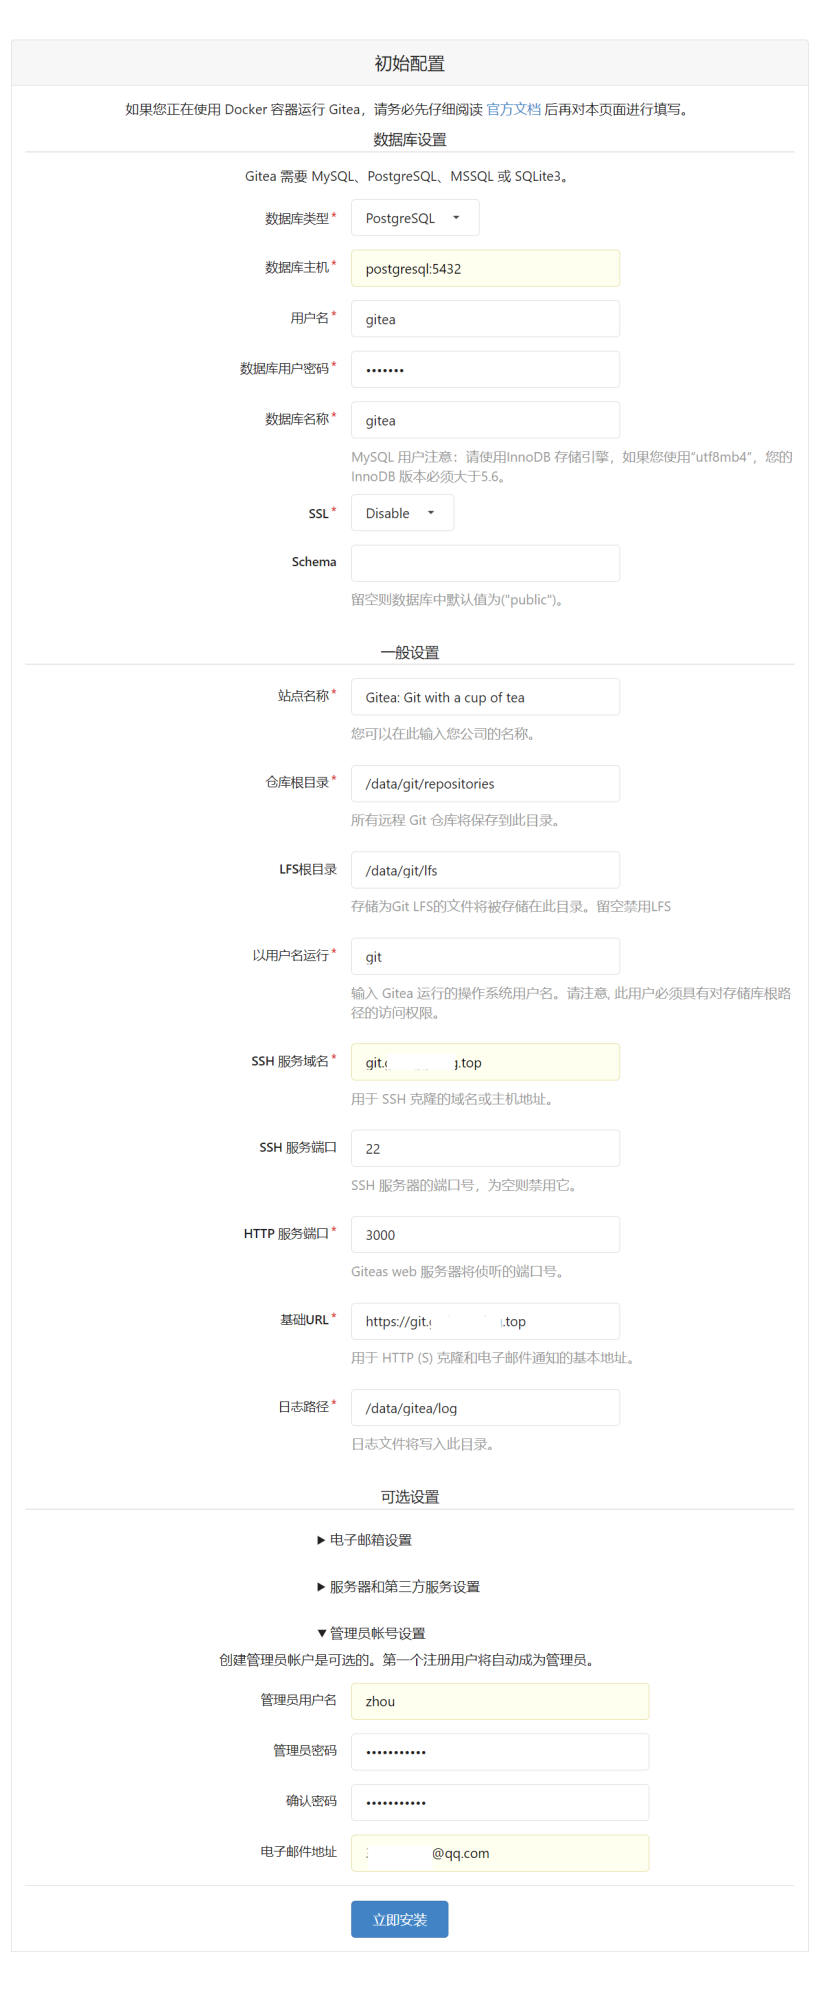 初始配置
如果您正在使用 Docker 容器运行 Gitea，请务必先仔细阅读 官方文档 后再对本页面进行填写。
数据库设置
Gitea 需要 MySQL、PostgreSQL、MSSQL 或 SQLite3。
数据库类型* PostgreSQL
数据库主机* postgresql:5432
用户名* gitea
数据库用户密码* •••••••
数据库名称* gitea
MySQL 用户注意：请使用InnoDB 存储引擎，如果您使用"utf8mb4"，您的
InnoDB 版本必须大于5.6。
SSL* Disable
Schema
留空则数据库中默认值为("public")。
一般设置
站点名称* Gitea: Git with a cup of tea
您可以在此输入您公司的名称。
仓库根目录* /data/git/repositories
所有远程 Git 仓库将保存到此目录。
LFS根目录 /data/git/lfs
存储为Git LFS的文件将被存储在此目录。留空禁用LFS
以用户名运行* git
输入 Gitea 运行的操作系统用户名。请注意, 此用户必须具有对存储库根路
径的访问权限。
SSH 服务域名* git. .top
用于 SSH 克隆的域名或主机地址。
SSH 服务端口 22
SSH 服务器的端口号，为空则禁用它。
HTTP 服务端口* 3000
Giteas web 服务器将侦听的端口号。
基础URL* https://git. .top
用于 HTTP (S) 克隆和电子邮件通知的基本地址。
日志路径* /data/gitea/log
日志文件将写入此目录。
可选设置
▶ 电子邮箱设置
▶ 服务器和第三方服务设置
▼ 管理员帐号设置
创建管理员帐户是可选的。第一个注册用户将自动成为管理员。
管理员用户名 zhou
管理员密码 •••••••••••
确认密码 •••••••••••
电子邮件地址 @qq.com
立即安装